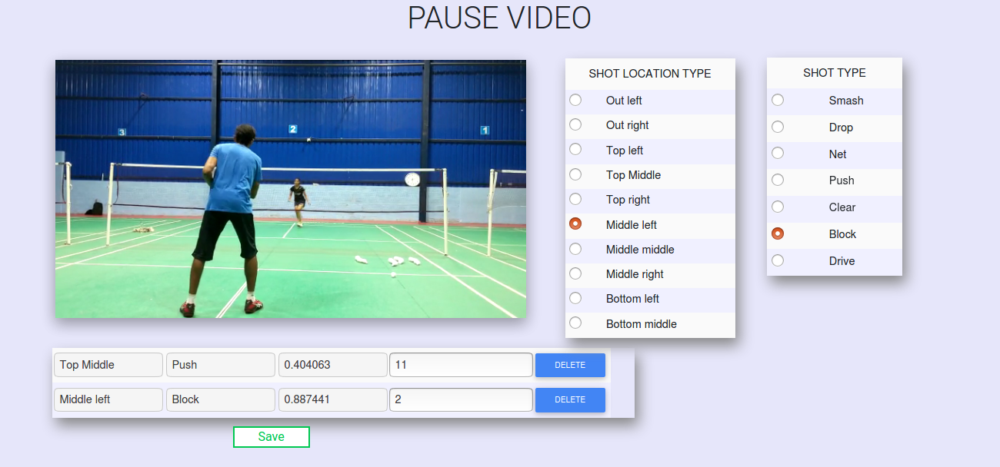 PAUSE VIDEO
3
2
1
SHOT LOCATION TYPE
Out left
Out right
Top left
Top Middle
Top right
Middle left
Middle middle
Middle right
Bottom left
Bottom middle
SHOT TYPE
Smash
Drop
Net
Push
Clear
Block
Drive
Top Middle Push 0.404063 11 DELETE
Middle left Block 0.887441 2 DELETE
Save